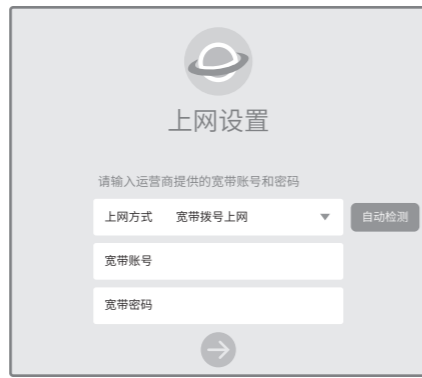 上网设置
请输入运营商提供的宽带账号和密码
上网方式 宽带拨号上网 自动检测
宽带账号
宽带密码